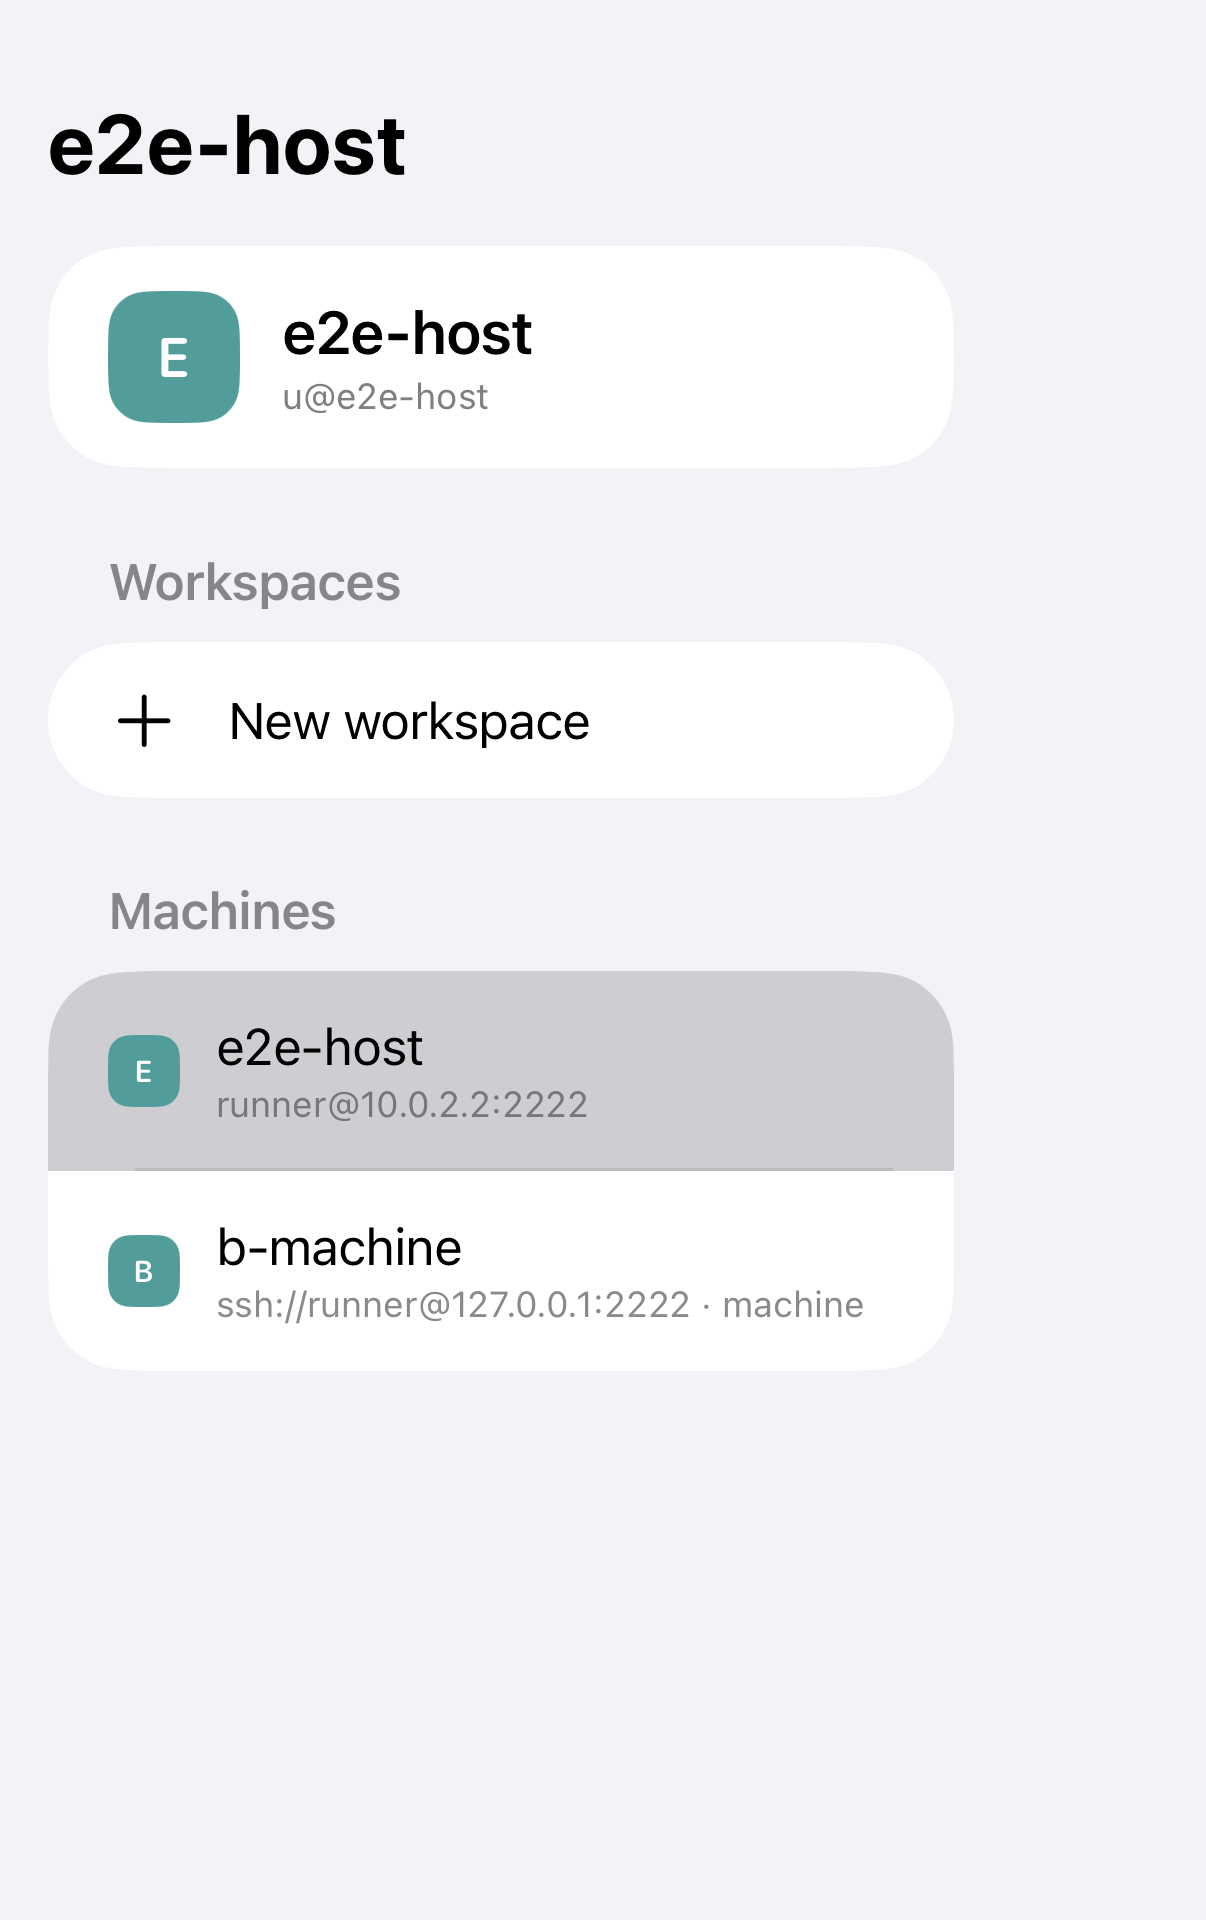 e2e-host
E
e2e-host
u@e2e-host
Workspaces
New workspace
Machines
E
e2e-host
runner@10.0.2.2:2222
B
b-machine
ssh://runner@127.0.0.1:2222 · machine